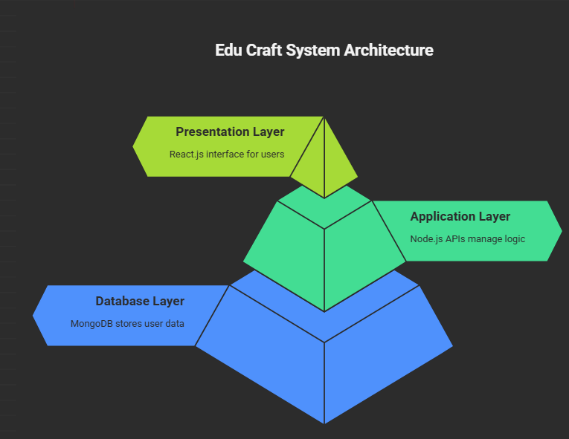 Edu Craft System Architecture
Presentation Layer
React.js interface for users
Application Layer
Node.js APIs manage logic
Database Layer
MongoDB stores user data